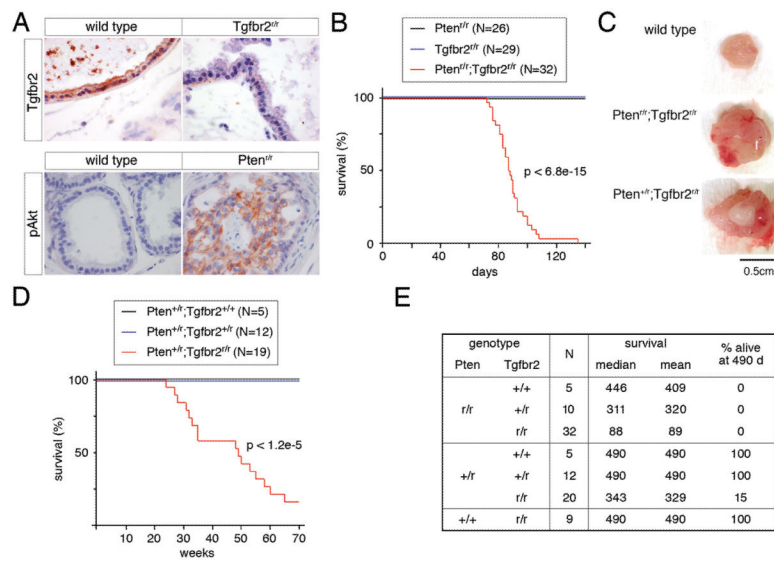 A
wild type
Tgfbr2r/r
Tgfbr2
wild type
Ptenr/r
pAkt
B
Ptenr/r (N=26)
Tgfbr2r/r (N=29)
Ptenr/r;Tgfbr2r/r (N=32)
survival (%)
100
50
0
p < 6.8e-15
0
40
80
120
days
C
wild type
Ptenr/r;Tgfbr2r/r
Pten+/r;Tgfbr2r/r
0.5cm
D
Pten+/r;Tgfbr2+/+ (N=5)
Pten+/r;Tgfbr2+/r (N=12)
Pten+/r;Tgfbr2r/r (N=19)
survival (%)
100
50
p < 1.2e-5
10 20 30 40 50 60 70
weeks
E
genotype N survival % alive at 490 d
Pten Tgfbr2 median mean
r/r +/+ 5 446 409 0
+/r 10 311 320 0
r/r 32 88 89 0
+/r +/+ 5 490 490 100
+/r 12 490 490 100
r/r 20 343 329 15
+/+ r/r 9 490 490 100